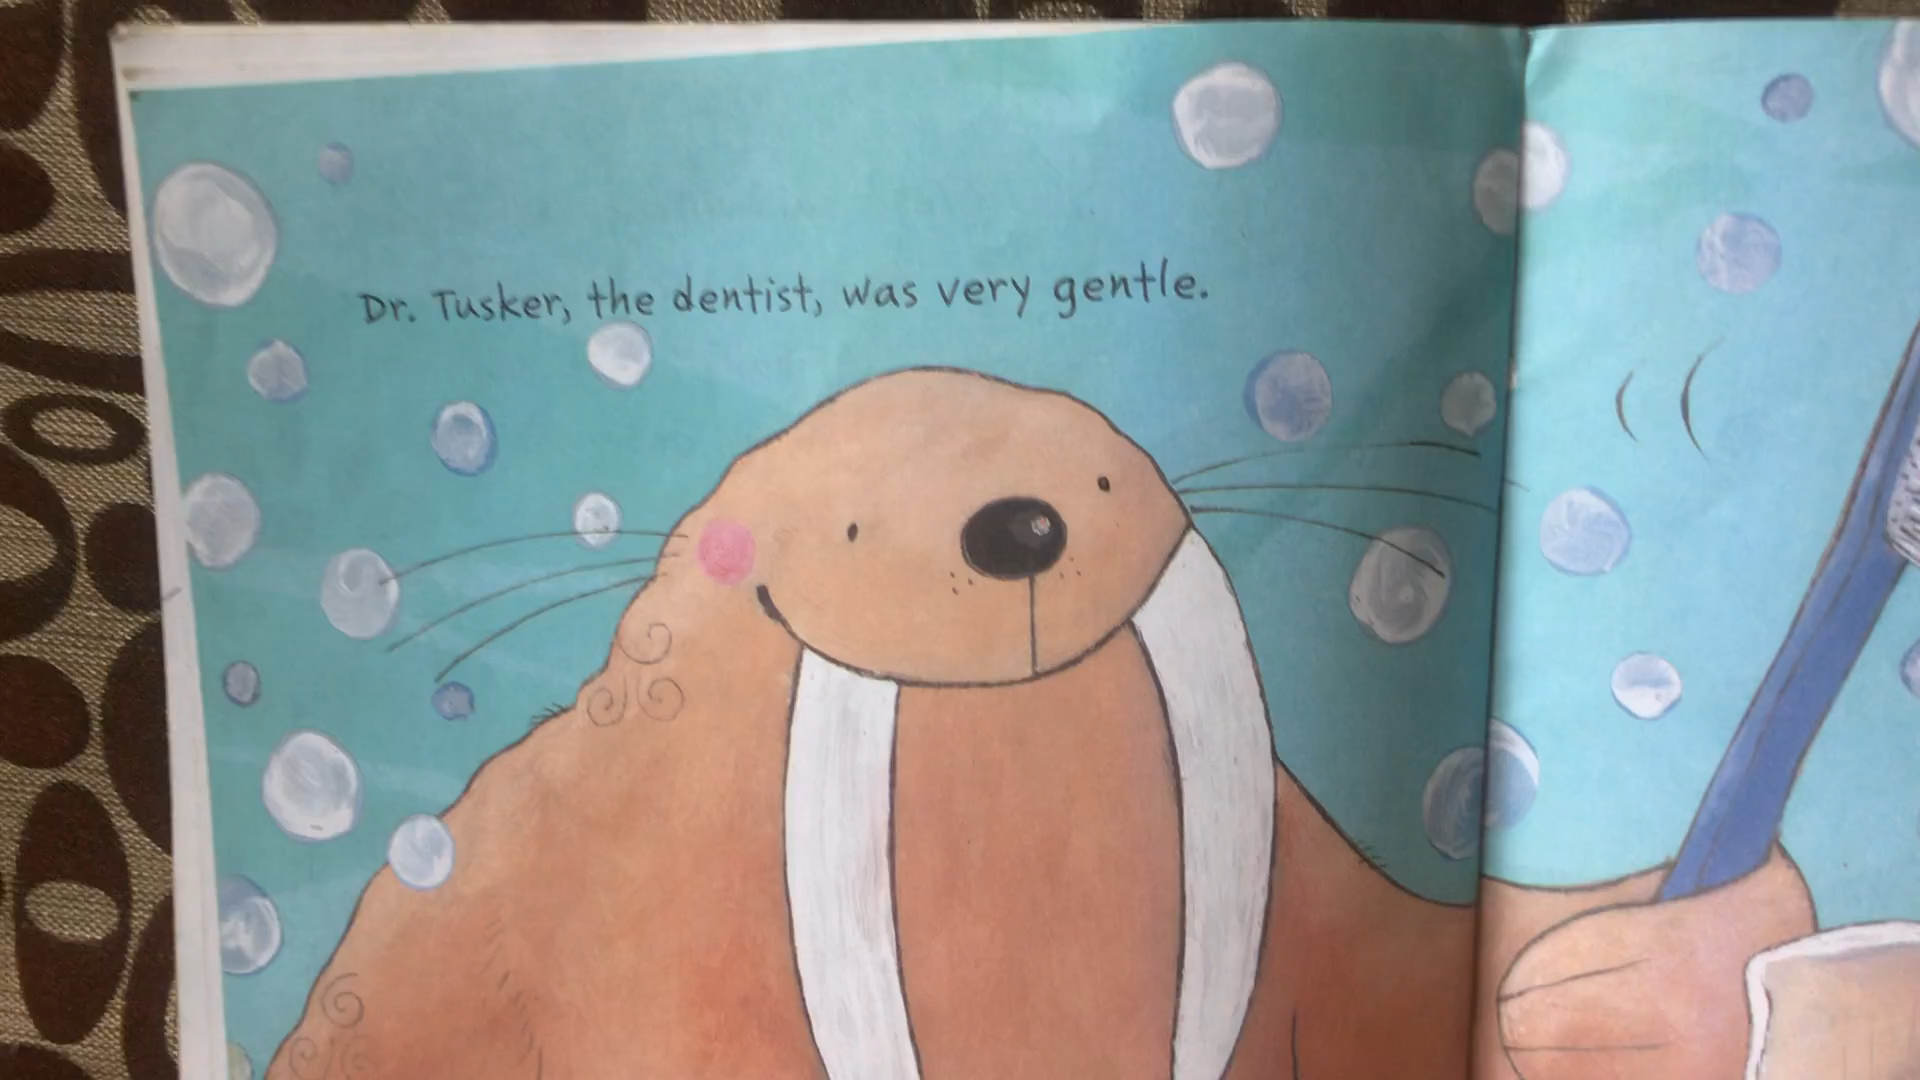 Dr. Tusker, the dentist, was very gentle.